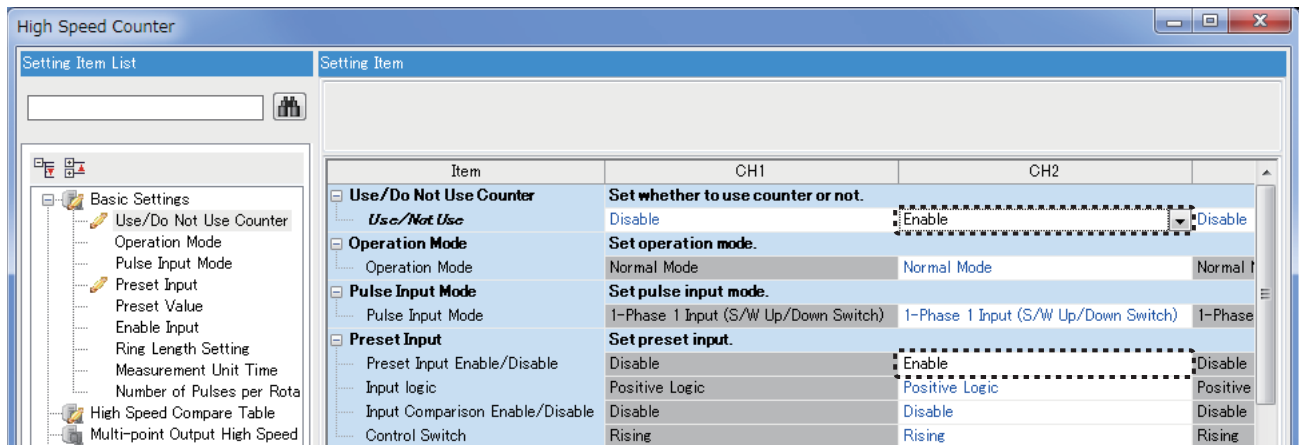 High Speed Counter
Setting Item List
Setting Item
Basic Settings
Use/Do Not Use Counter
Operation Mode
Pulse Input Mode
Preset Input
Preset Value
Enable Input
Ring Length Setting
Measurement Unit Time
Number of Pulses per Rota
High Speed Compare Table
Multi-point Output High Speed
Item CH1 CH2
Use/Do Not Use Counter Set whether to use counter or not.
Use/Not Use Disable Enable Disable
Operation Mode Set operation mode.
Operation Mode Normal Mode Normal Mode Normal
Pulse Input Mode Set pulse input mode.
Pulse Input Mode 1-Phase 1 Input (S/W Up/Down Switch) 1-Phase 1 Input (S/W Up/Down Switch) 1-Phase
Preset Input Set preset input.
Preset Input Enable/Disable Disable Enable Disable
Input logic Positive Logic Positive Logic Positive
Input Comparison Enable/Disable Disable Disable Disable
Control Switch Rising Rising Rising